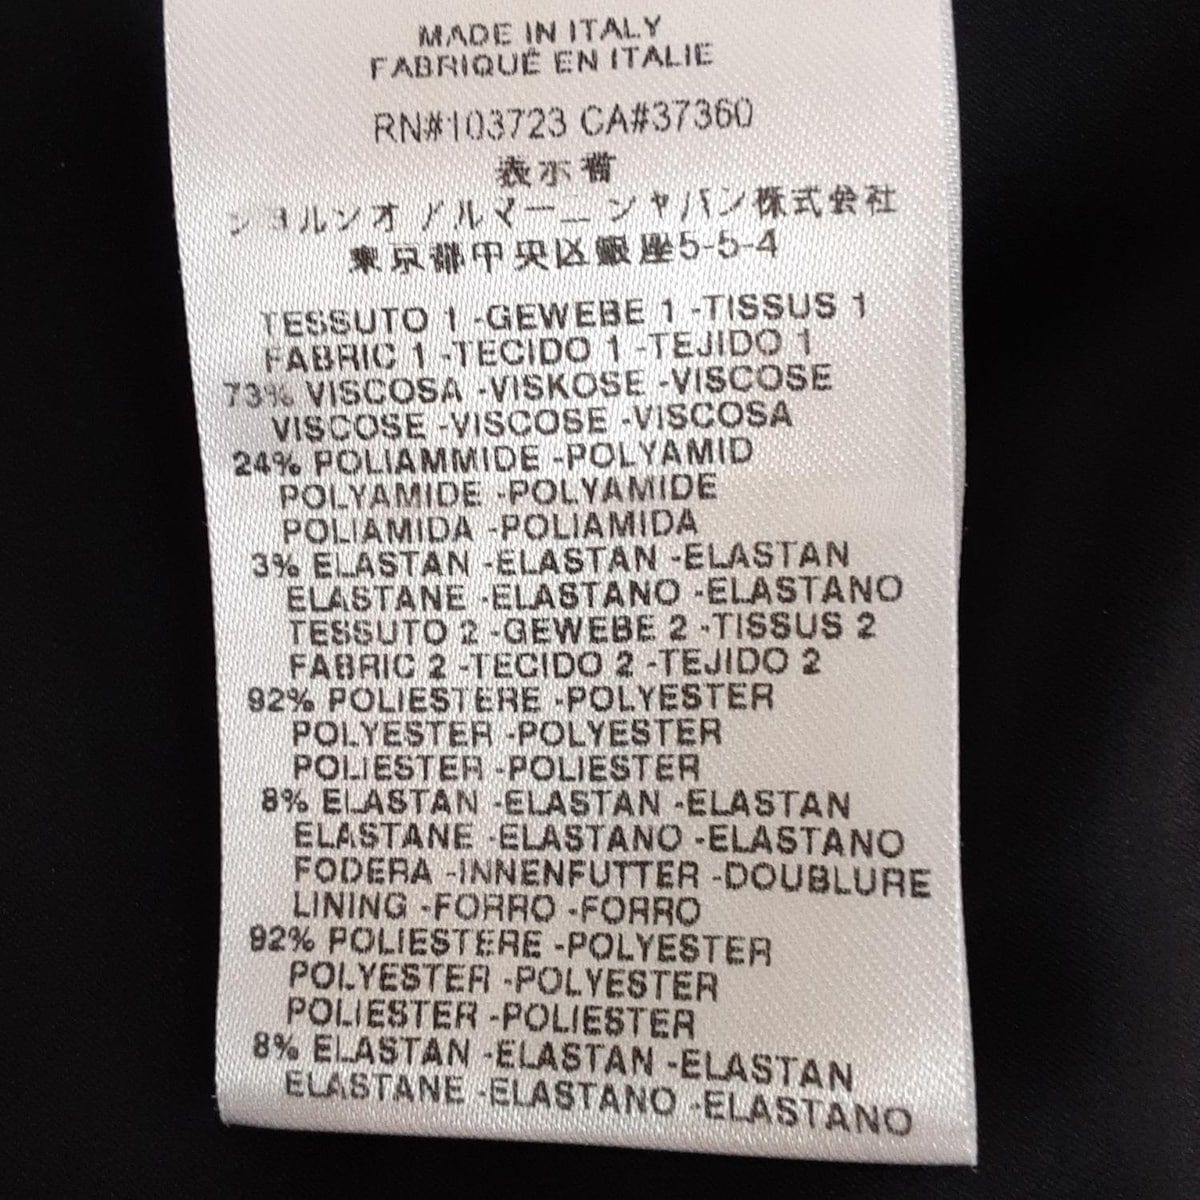 MADE IN ITALY
FABRIQUÉ EN ITALIE
RN#103723 CA#37360
表示者
ジョルジオ アルマーニ ジャパン株式会社
東京都中央区銀座5-5-4
TESSUTO 1 -GEWEBE 1 -TISSUS 1
FABRIC 1 -TECIDO 1 -TEJIDO 1
73% VISCOSA -VISKOSE -VISCOSE
VISCOSE -VISCOSE -VISCOSA
24% POLIAMMIDE -POLYAMID
POLYAMIDE -POLYAMIDE
POLIAMIDA -POLIAMIDA
3% ELASTAN -ELASTAN -ELASTAN
ELASTANE -ELASTANO -ELASTANO
TESSUTO 2 -GEWEBE 2 -TISSUS 2
FABRIC 2 -TECIDO 2 -TEJIDO 2
92% POLIESTERE -POLYESTER
POLYESTER -POLYESTER
POLIESTER -POLIESTER
8% ELASTAN -ELASTAN -ELASTAN
ELASTANE -ELASTANO -ELASTANO
FODERA -INNENFUTTER -DOUBLURE
LINING -FORRO -FORRO
92% POLIESTERE -POLYESTER
POLYESTER -POLYESTER
POLIESTER -POLIESTER
8% ELASTAN -ELASTAN -ELASTAN
ELASTANE -ELASTANO -ELASTANO